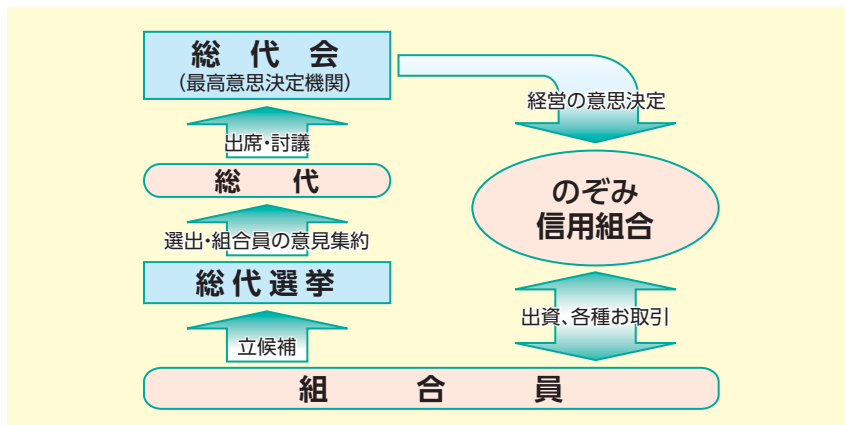 総代会
(最高意思決定機関)
経営の意思決定
出席・討議
総代
のぞみ
信用組合
選出・組合員の意見集約
総代選挙
出資、各種お取引
立候補
組合員